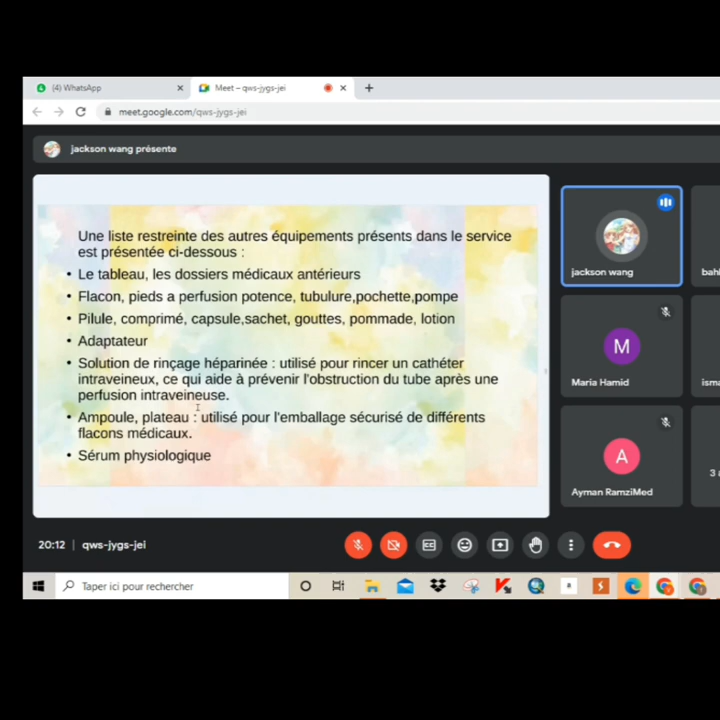 (4) WhatsApp
Meet – qws-jygs-jei
meet.google.com/qws-jygs-jei
jackson wang présente
Une liste restreinte des autres équipements présents dans le service
est présentée ci-dessous :
• Le tableau, les dossiers médicaux antérieurs
• Flacon, pieds a perfusion potence, tubulure,pochette,pompe
• Pilule, comprimé, capsule,sachet, gouttes, pommade, lotion
• Adaptateur
• Solution de rinçage héparinée : utilisé pour rincer un cathéter
intraveineux, ce qui aide à prévenir l'obstruction du tube après une
perfusion intraveineuse.
• Ampoule, plateau : utilisé pour l'emballage sécurisé de différents
flacons médicaux.
• Sérum physiologique
jackson wang
bah
M
Maria Hamid
isma
A
Ayman RamziMed
3
20:12 | qws-jygs-jei
Taper ici pour rechercher